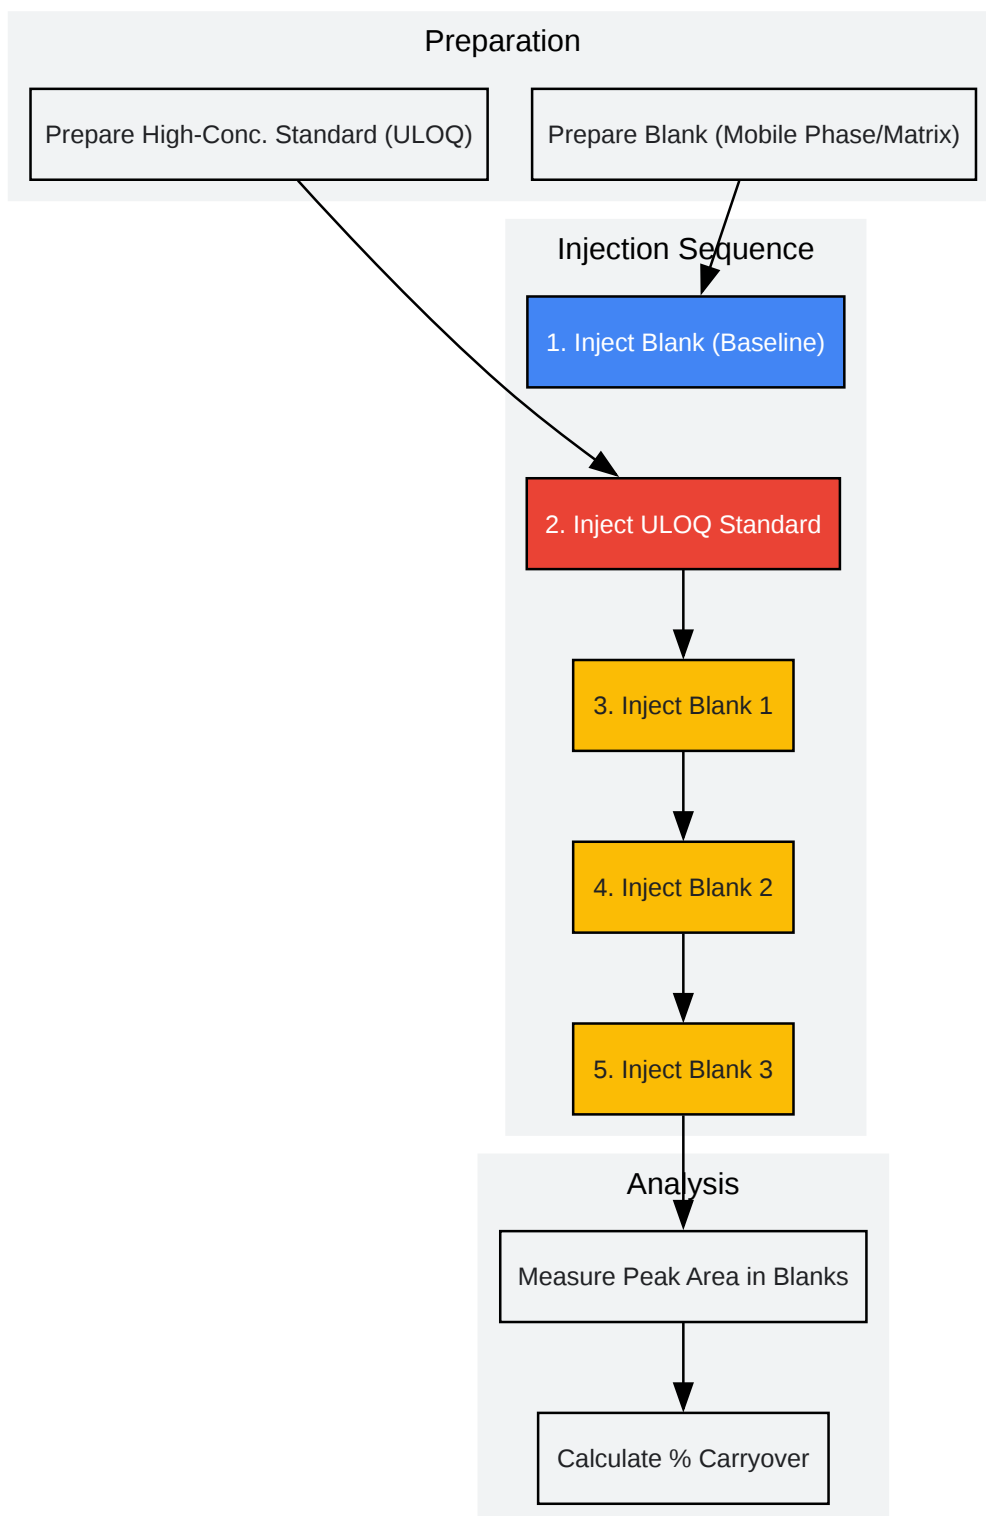 Preparation
Prepare High-Conc. Standard (ULOQ)
Prepare Blank (Mobile Phase/Matrix)
Injection Sequence
1. Inject Blank (Baseline)
2. Inject ULOQ Standard
3. Inject Blank 1
4. Inject Blank 2
5. Inject Blank 3
Analysis
Measure Peak Area in Blanks
Calculate % Carryover